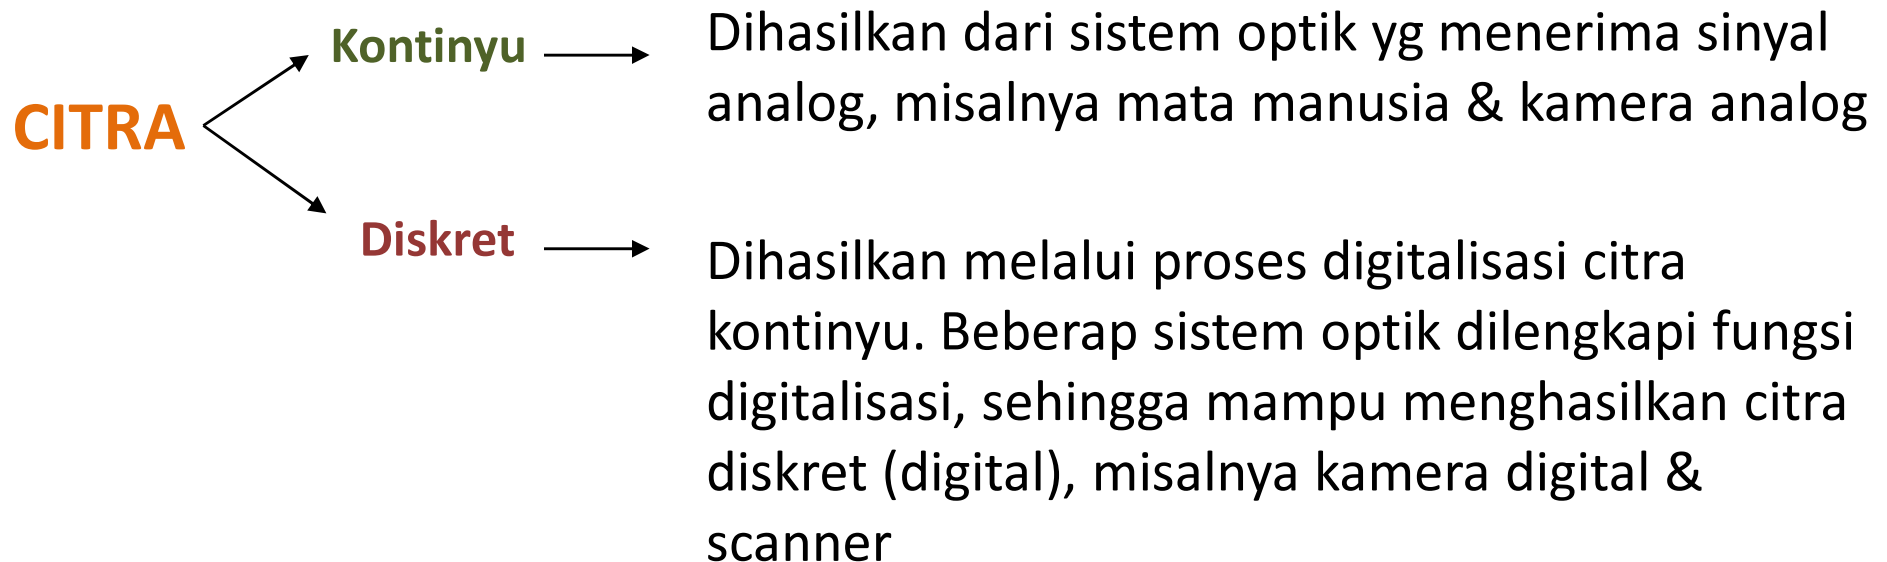 CITRA
Kontinyu
Dihasilkan dari sistem optik yg menerima sinyal
analog, misalnya mata manusia & kamera analog
Diskret
Dihasilkan melalui proses digitalisasi citra
kontinyu. Beberap sistem optik dilengkapi fungsi
digitalisasi, sehingga mampu menghasilkan citra
diskret (digital), misalnya kamera digital &
scanner